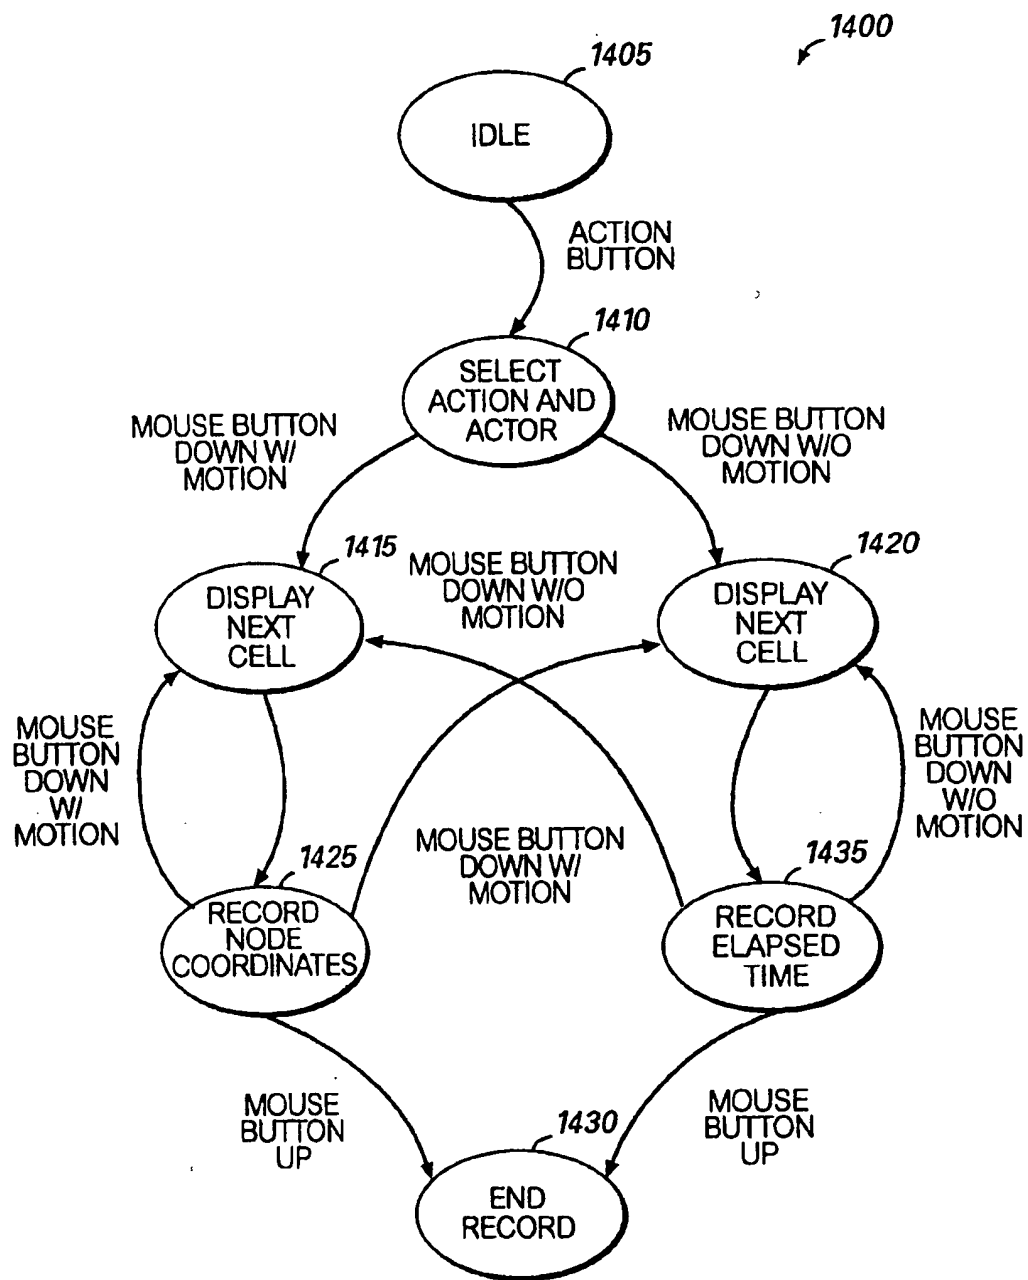 1400
1405
IDLE
ACTION
BUTTON
1410
SELECT
ACTION AND
ACTOR
MOUSE BUTTON
DOWN W/
MOTION
MOUSE BUTTON
DOWN W/O
MOTION
1415
DISPLAY
NEXT
CELL
MOUSE BUTTON
DOWN W/O
MOTION
1420
DISPLAY
NEXT
CELL
MOUSE
BUTTON
DOWN
W/
MOTION
MOUSE
BUTTON
DOWN
W/O
MOTION
MOUSE BUTTON
DOWN W/
MOTION
1425
RECORD
NODE
COORDINATES
1435
RECORD
ELAPSED
TIME
MOUSE
BUTTON
UP
MOUSE
BUTTON
UP
1430
END
RECORD